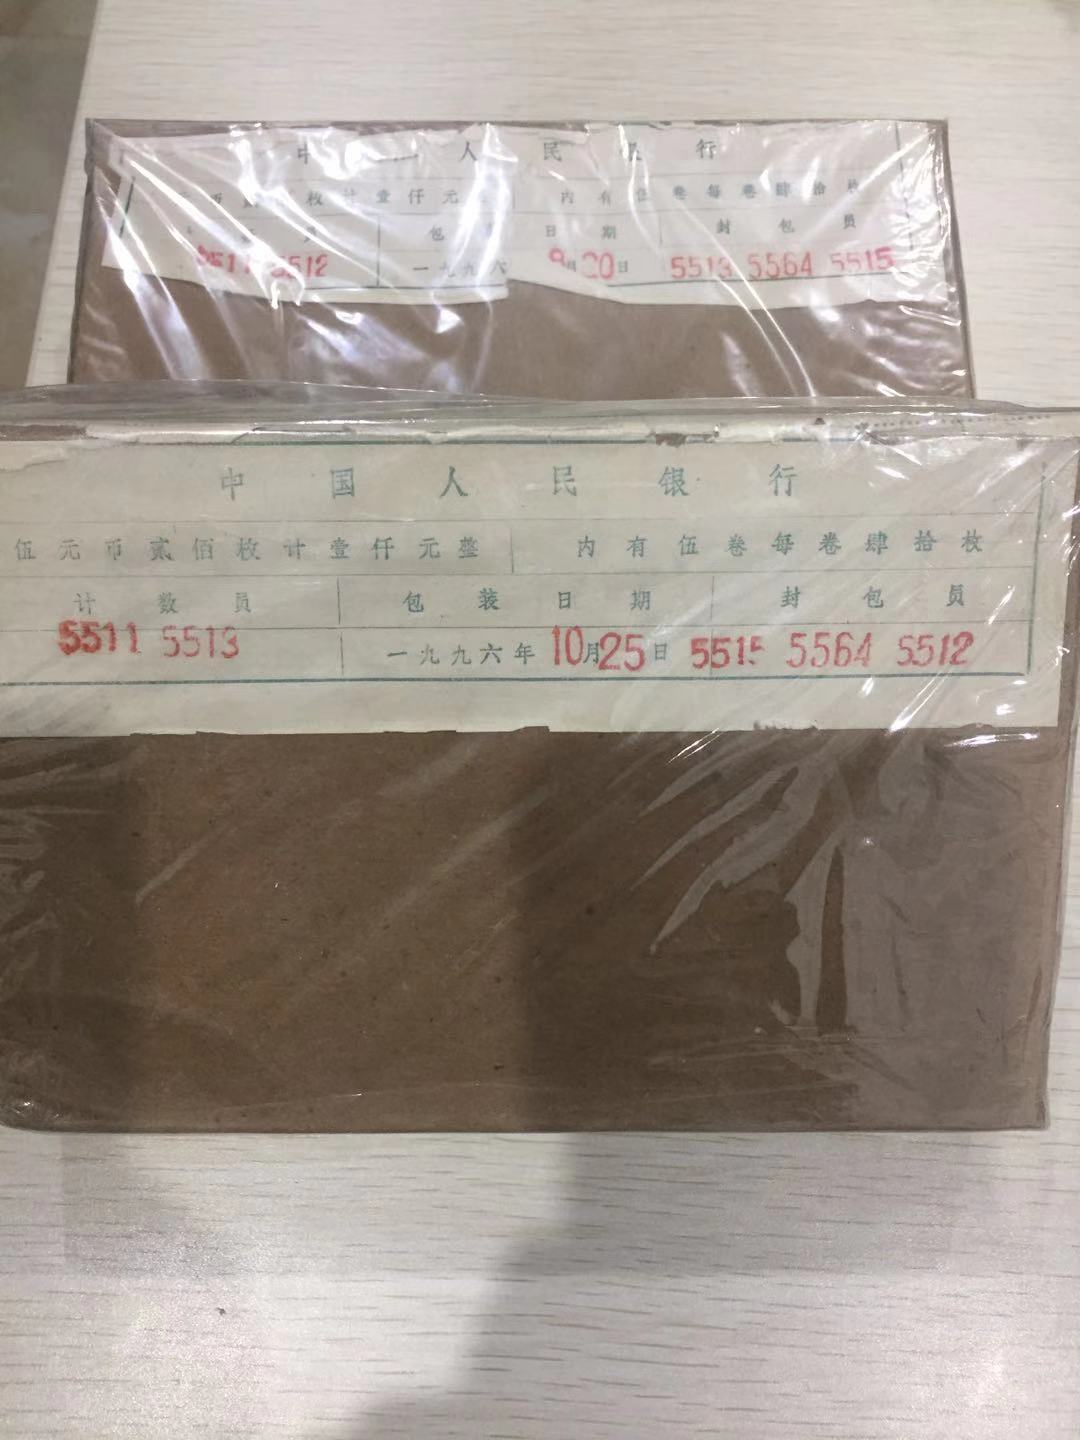 中 人 民 行
元 枚 计 壹 仟 元 内 有 伍 卷 每 卷 肆 拾 枚
员 包 日 期 封 包 员
5512 一九九六 9月20日 5513 5564 5515
中 国 人 民 银 行
伍 元 币 贰 佰 枚 计 壹 仟 元 整 内 有 伍 卷 每 卷 肆 拾 枚
计 数 员 包 装 日 期 封 包 员
5511 5513 一九九六年 10月25日 5515 5564 5512